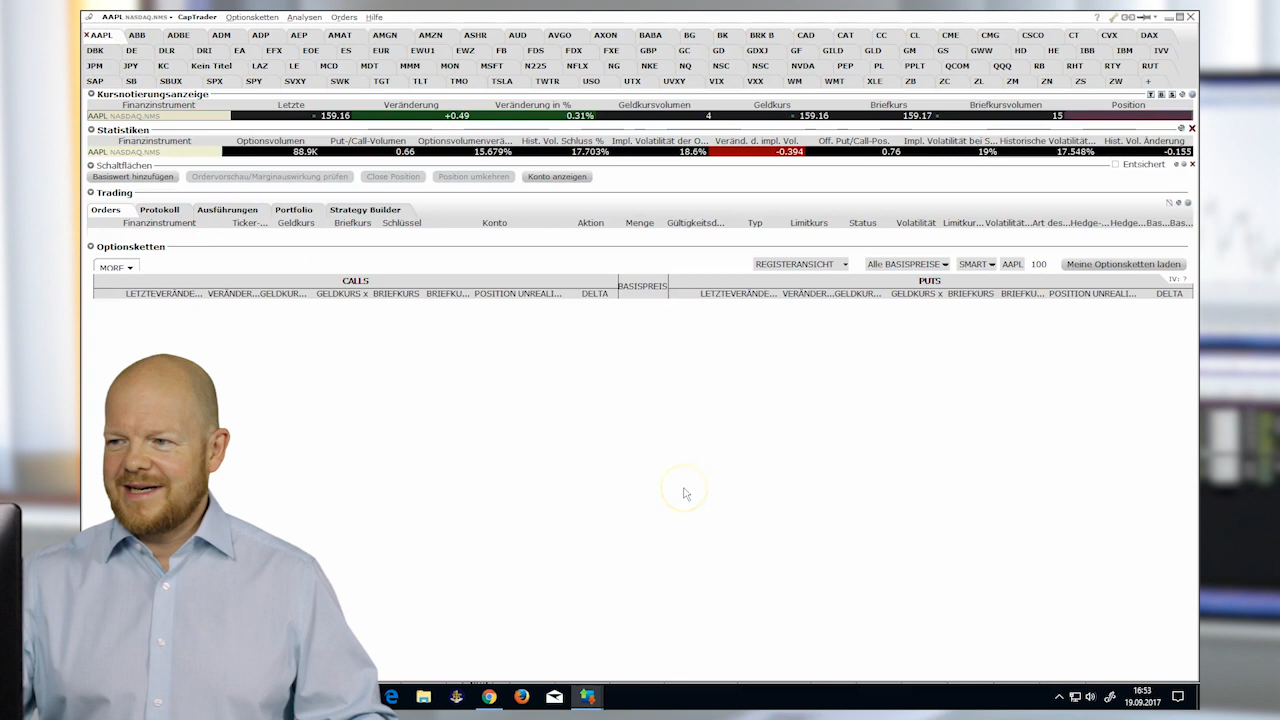 AAPL NASDAQ.NMS • CapTrader Optionsketten Analysen Orders Hilfe ?
AAPL ABB ADBE ADM ADP AEP AMAT AMGN AMZN ASHR AUD AVGO AXON BABA BG BK BRK B CAD CAT CC CL CME CMG CSCO CT CVX DAX
DBK DE DLR DRI EA EFX EOE ES EUR EWU1 EWZ FB FDS FDX FXE GBP GC GD GDXJ GF GILD GLD GM GS GWW HD HE IBB IBM IVV
JPM JPY KC Kein Titel LAZ LE MCD MDT MMM MON MSFT N225 NFLX NG NKE NQ NSC NSC NVDA PEP PL PPLT QCOM QQQ RB RHT RTY RUT
SAP SB SBUX SPX SPY SVXY SWK TGT TLT TMO TSLA TWTR USO UTX UVXY VIX VXX WM WMT XLE ZB ZC ZL ZM ZN ZS ZW +
Kursnotierungsanzeige
Finanzinstrument Letzte Veränderung Veränderung in % Geldkursvolumen Geldkurs Briefkurs Briefkursvolumen Position
AAPL NASDAQ.NMS 159.16 +0.49 0.31% 4 159.16 159.17 15
Statistiken
Finanzinstrument Optionsvolumen Put-/Call-Volumen Optionsvolumenverä... Hist. Vol. Schluss % Impl. Volatilität der O... Veränd. d. impl. Vol. Off. Put/Call-Pos. Impl. Volatilität bei S... Historische Volatilität... Hist. Vol. Änderung
AAPL NASDAQ.NMS 88.9K 0.66 15.679% 17.703% 18.6% -0.394 0.76 19% 17.548% -0.155
Schaltflächen Entsichert
Basiswert hinzufügen Ordervorschau/Marginauswirkung prüfen Close Position Position umkehren Konto anzeigen
Trading
Orders Protokoll Ausführungen Portfolio Strategy Builder
Finanzinstrument Ticker-... Geldkurs Briefkurs Schlüssel Konto Aktion Menge Gültigkeitsd... Typ Limitkurs Status Volatilität Limitkur... Volatilität... Art des... Hedge-... Hedge... Bas... Bas...
Optionsketten
MORE REGISTERANSICHT Alle BASISPREISE SMART AAPL 100 Meine Optionsketten laden
CALLS BASISPREIS PUTS IV: ?
LETZTEVERÄNDE... VERÄNDER...GELDKUR... GELDKURS x BRIEFKURS BRIEFKU... POSITION UNREALI... DELTA LETZTEVERÄNDE... VERÄNDER...GELDKUR... GELDKURS x BRIEFKURS BRIEFKU... POSITION UNREALI... DELTA
16:53
19.09.2017